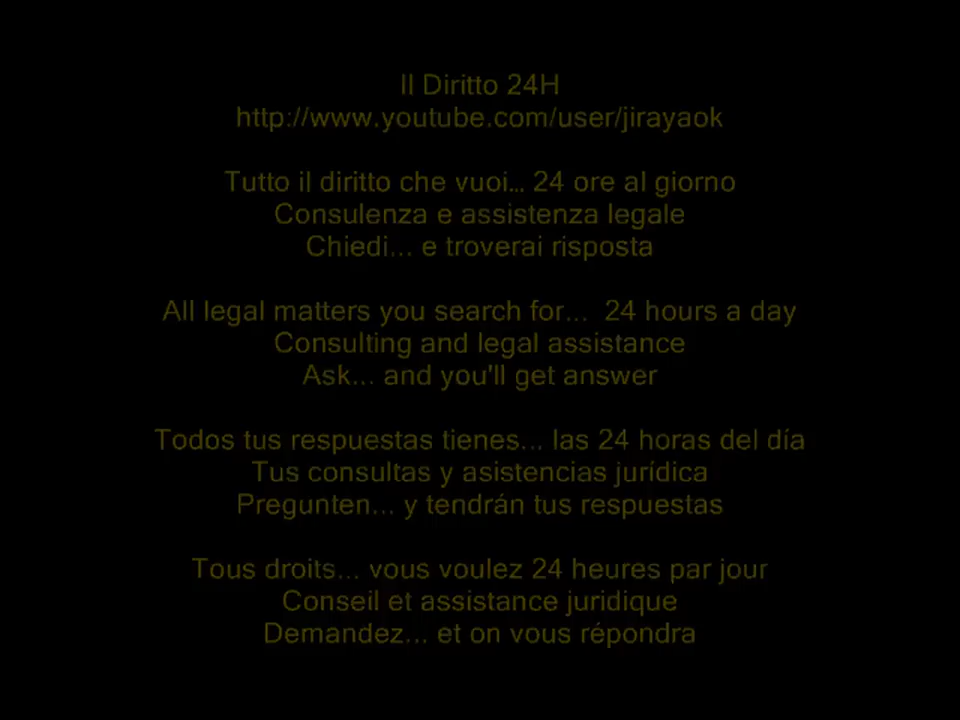 Il Diritto 24H
http://www.youtube.com/user/jirayaok
Tutto il diritto che vuoi... 24 ore al giorno
Consulenza e assistenza legale
Chiedi... e troverai risposta
All legal matters you search for...  24 hours a day
Consulting and legal assistance
Ask... and you'll get answer
Todos tus respuestas tienes... las 24 horas del día
Tus consultas y asistencias jurídica
Pregunten... y tendrán tus respuestas
Tous droits... vous voulez 24 heures par jour
Conseil et assistance juridique
Demandez... et on vous répondra